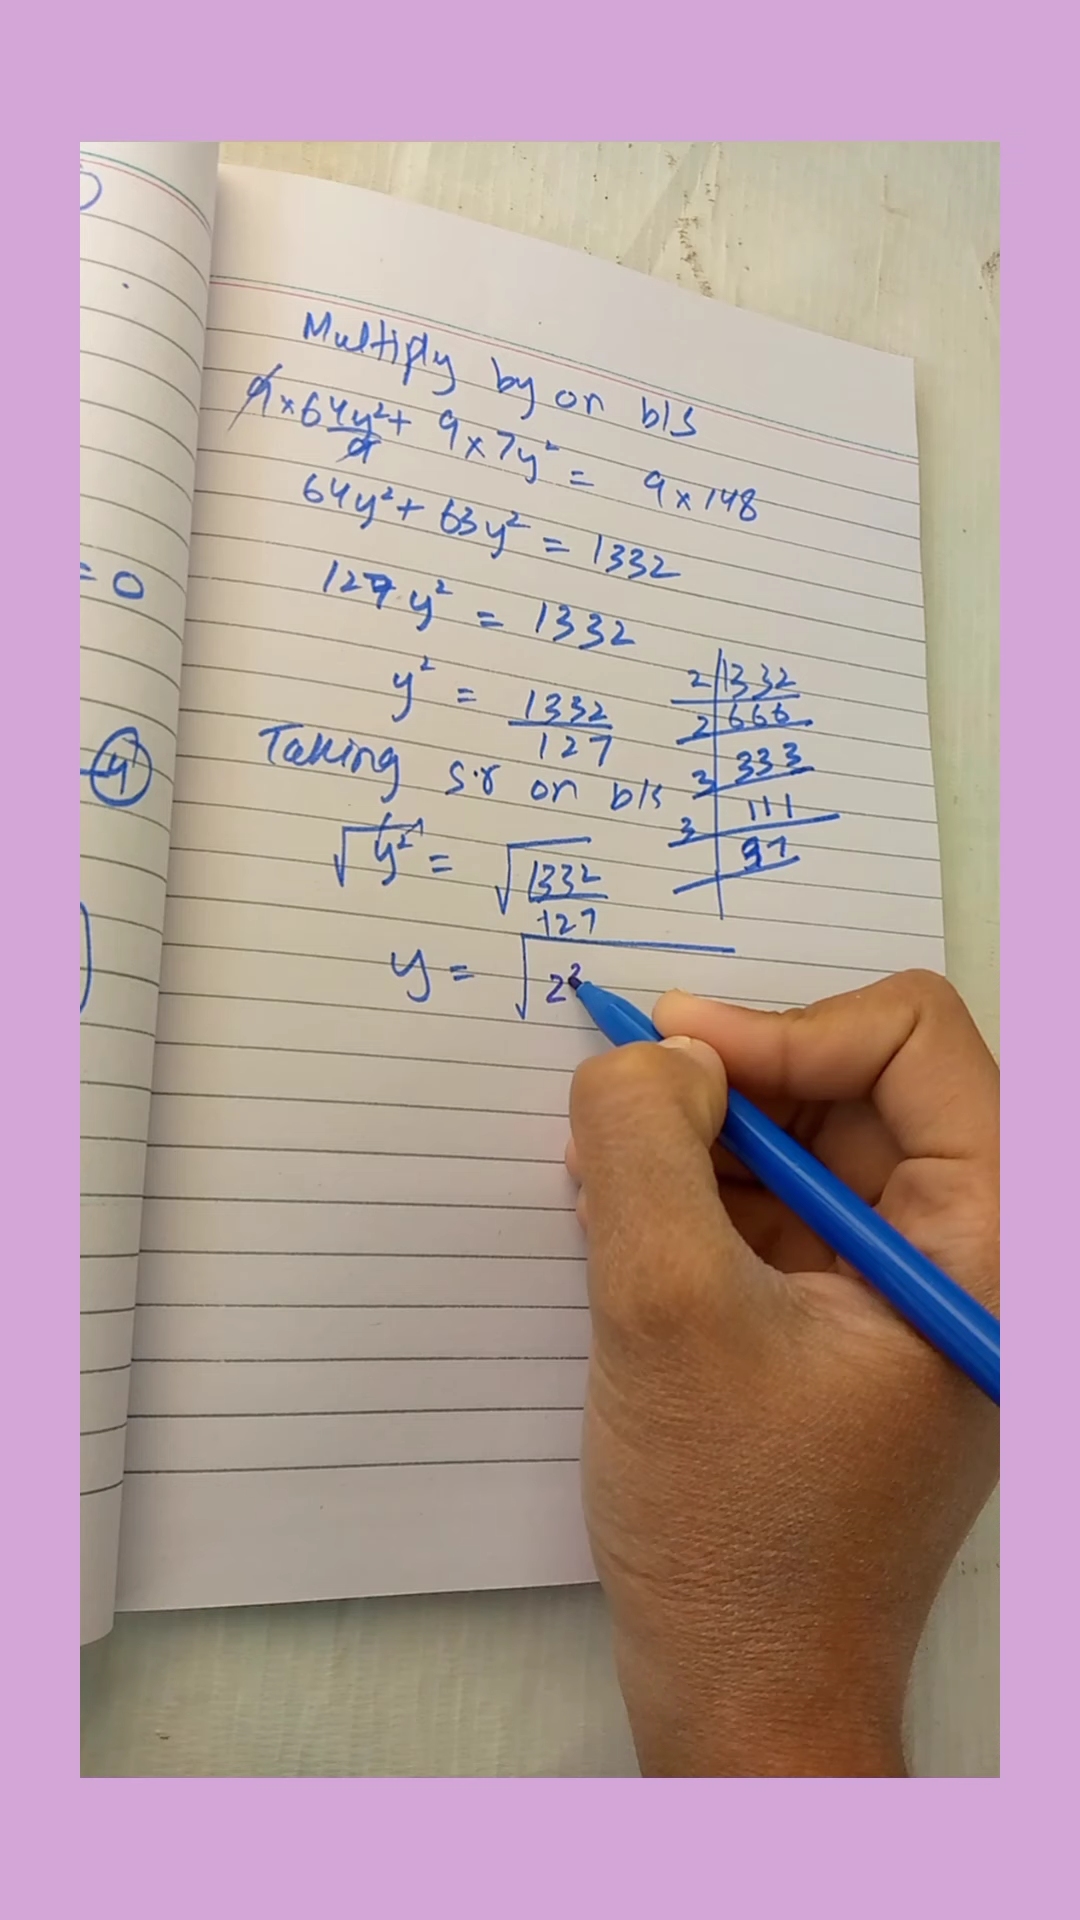 Multiply by on b/s
9 × 64y²/9 + 9 × 7y² = 9 × 148
64y² + 63y² = 1332
= 0
127y² = 1332
y² = 1332/127
2 | 1332
2 | 666
3 | 333
3 | 111
37
Taking s.r on b/s
√y² = √1332/127
y = √2²